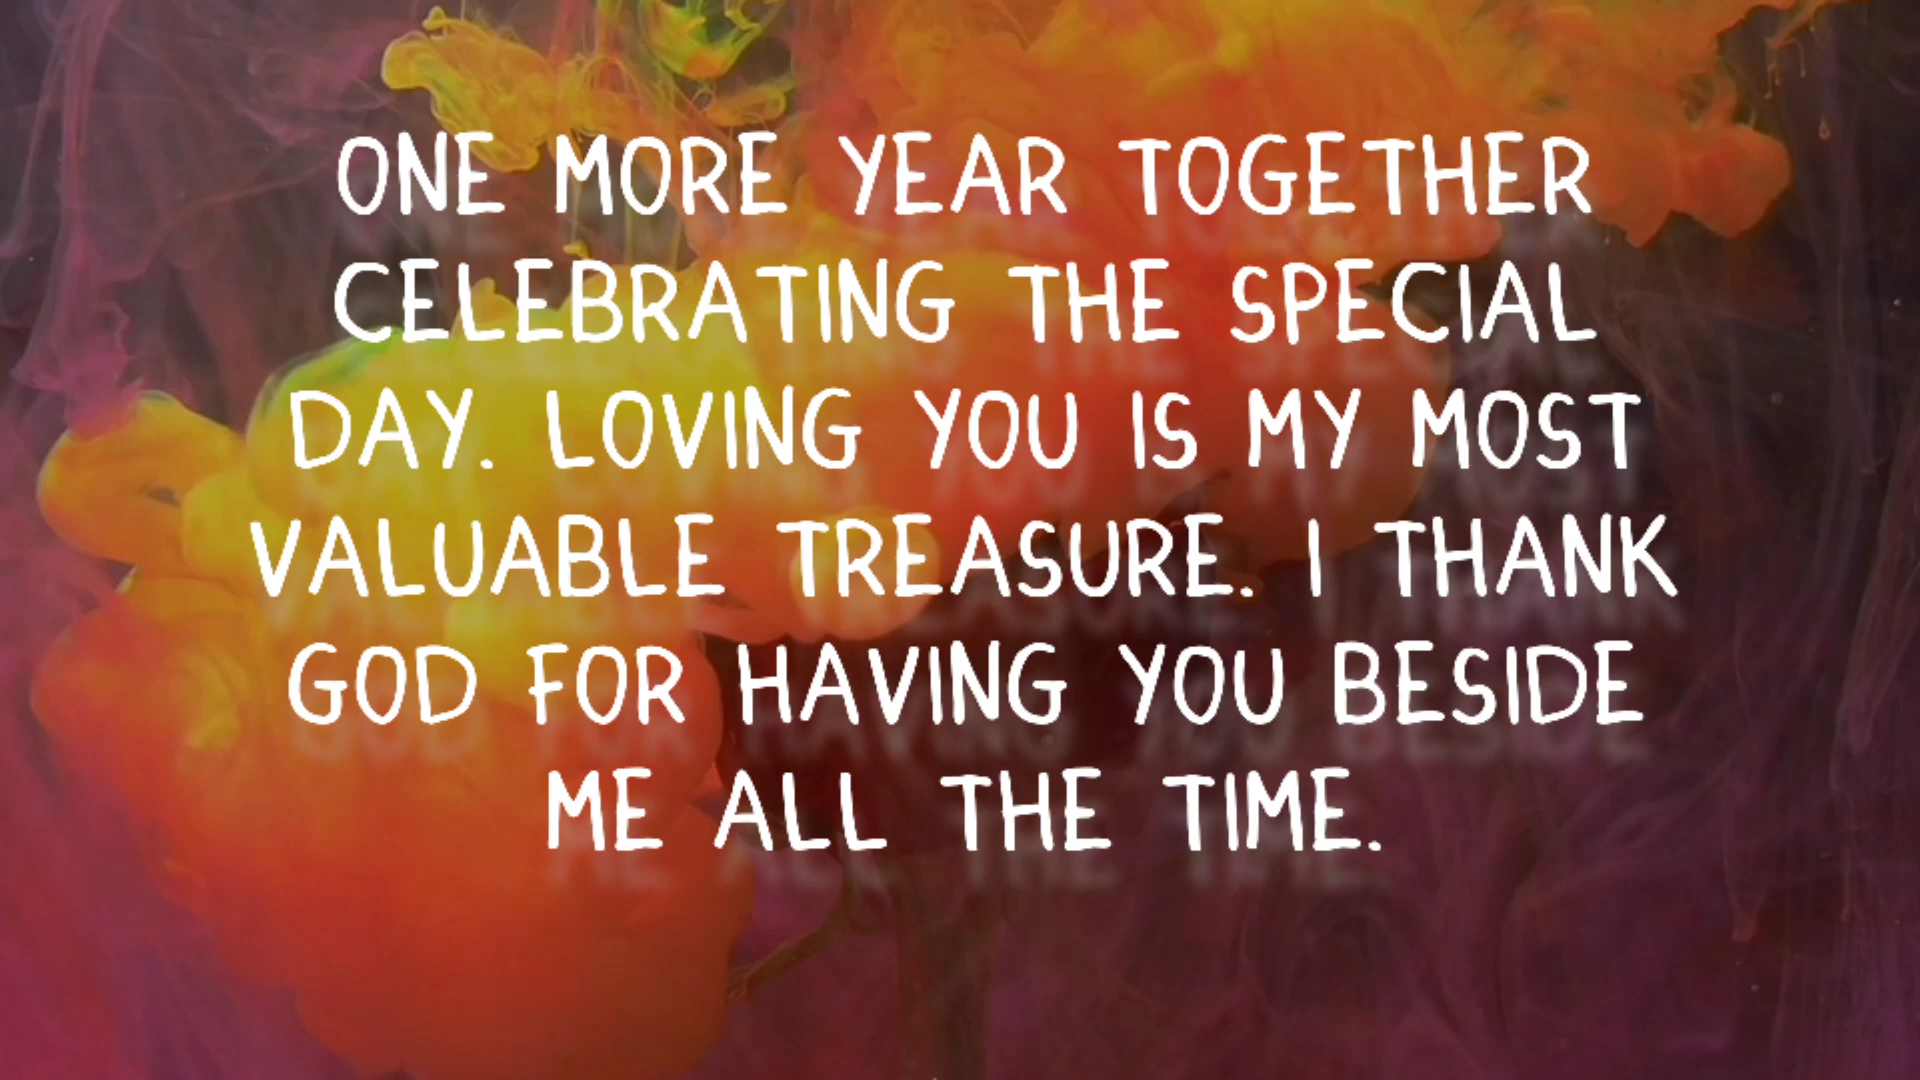 ONE MORE YEAR TOGETHER
CELEBRATING THE SPECIAL
DAY. LOVING YOU IS MY MOST
VALUABLE TREASURE. I THANK
GOD FOR HAVING YOU BESIDE
ME ALL THE TIME.